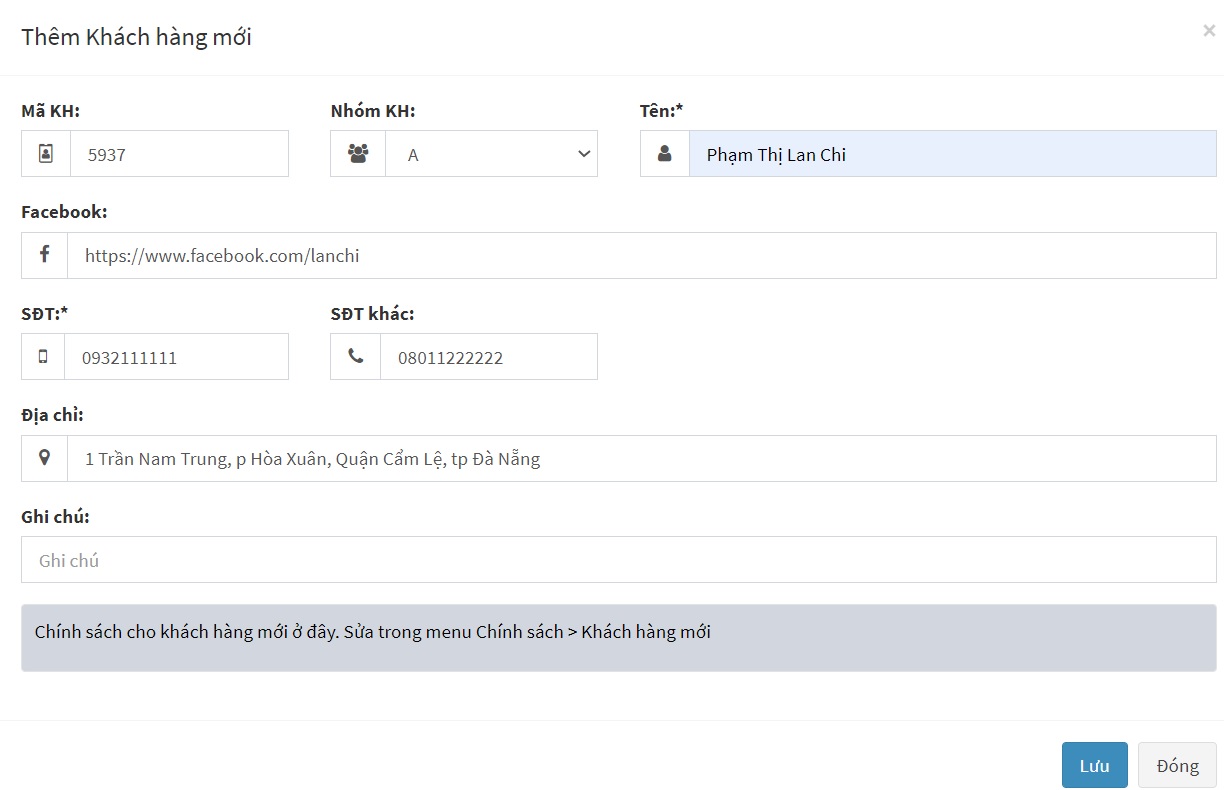 Thêm Khách hàng mới
×
Mã KH: Nhóm KH: Tên:*
5937 A Phạm Thị Lan Chi
Facebook:
https://www.facebook.com/lanchi
SĐT:* SĐT khác:
0932111111 08011222222
Địa chỉ:
1 Trần Nam Trung, p Hòa Xuân, Quận Cẩm Lệ, tp Đà Nẵng
Ghi chú:
Ghi chú
Chính sách cho khách hàng mới ở đây. Sửa trong menu Chính sách > Khách hàng mới
Lưu Đóng